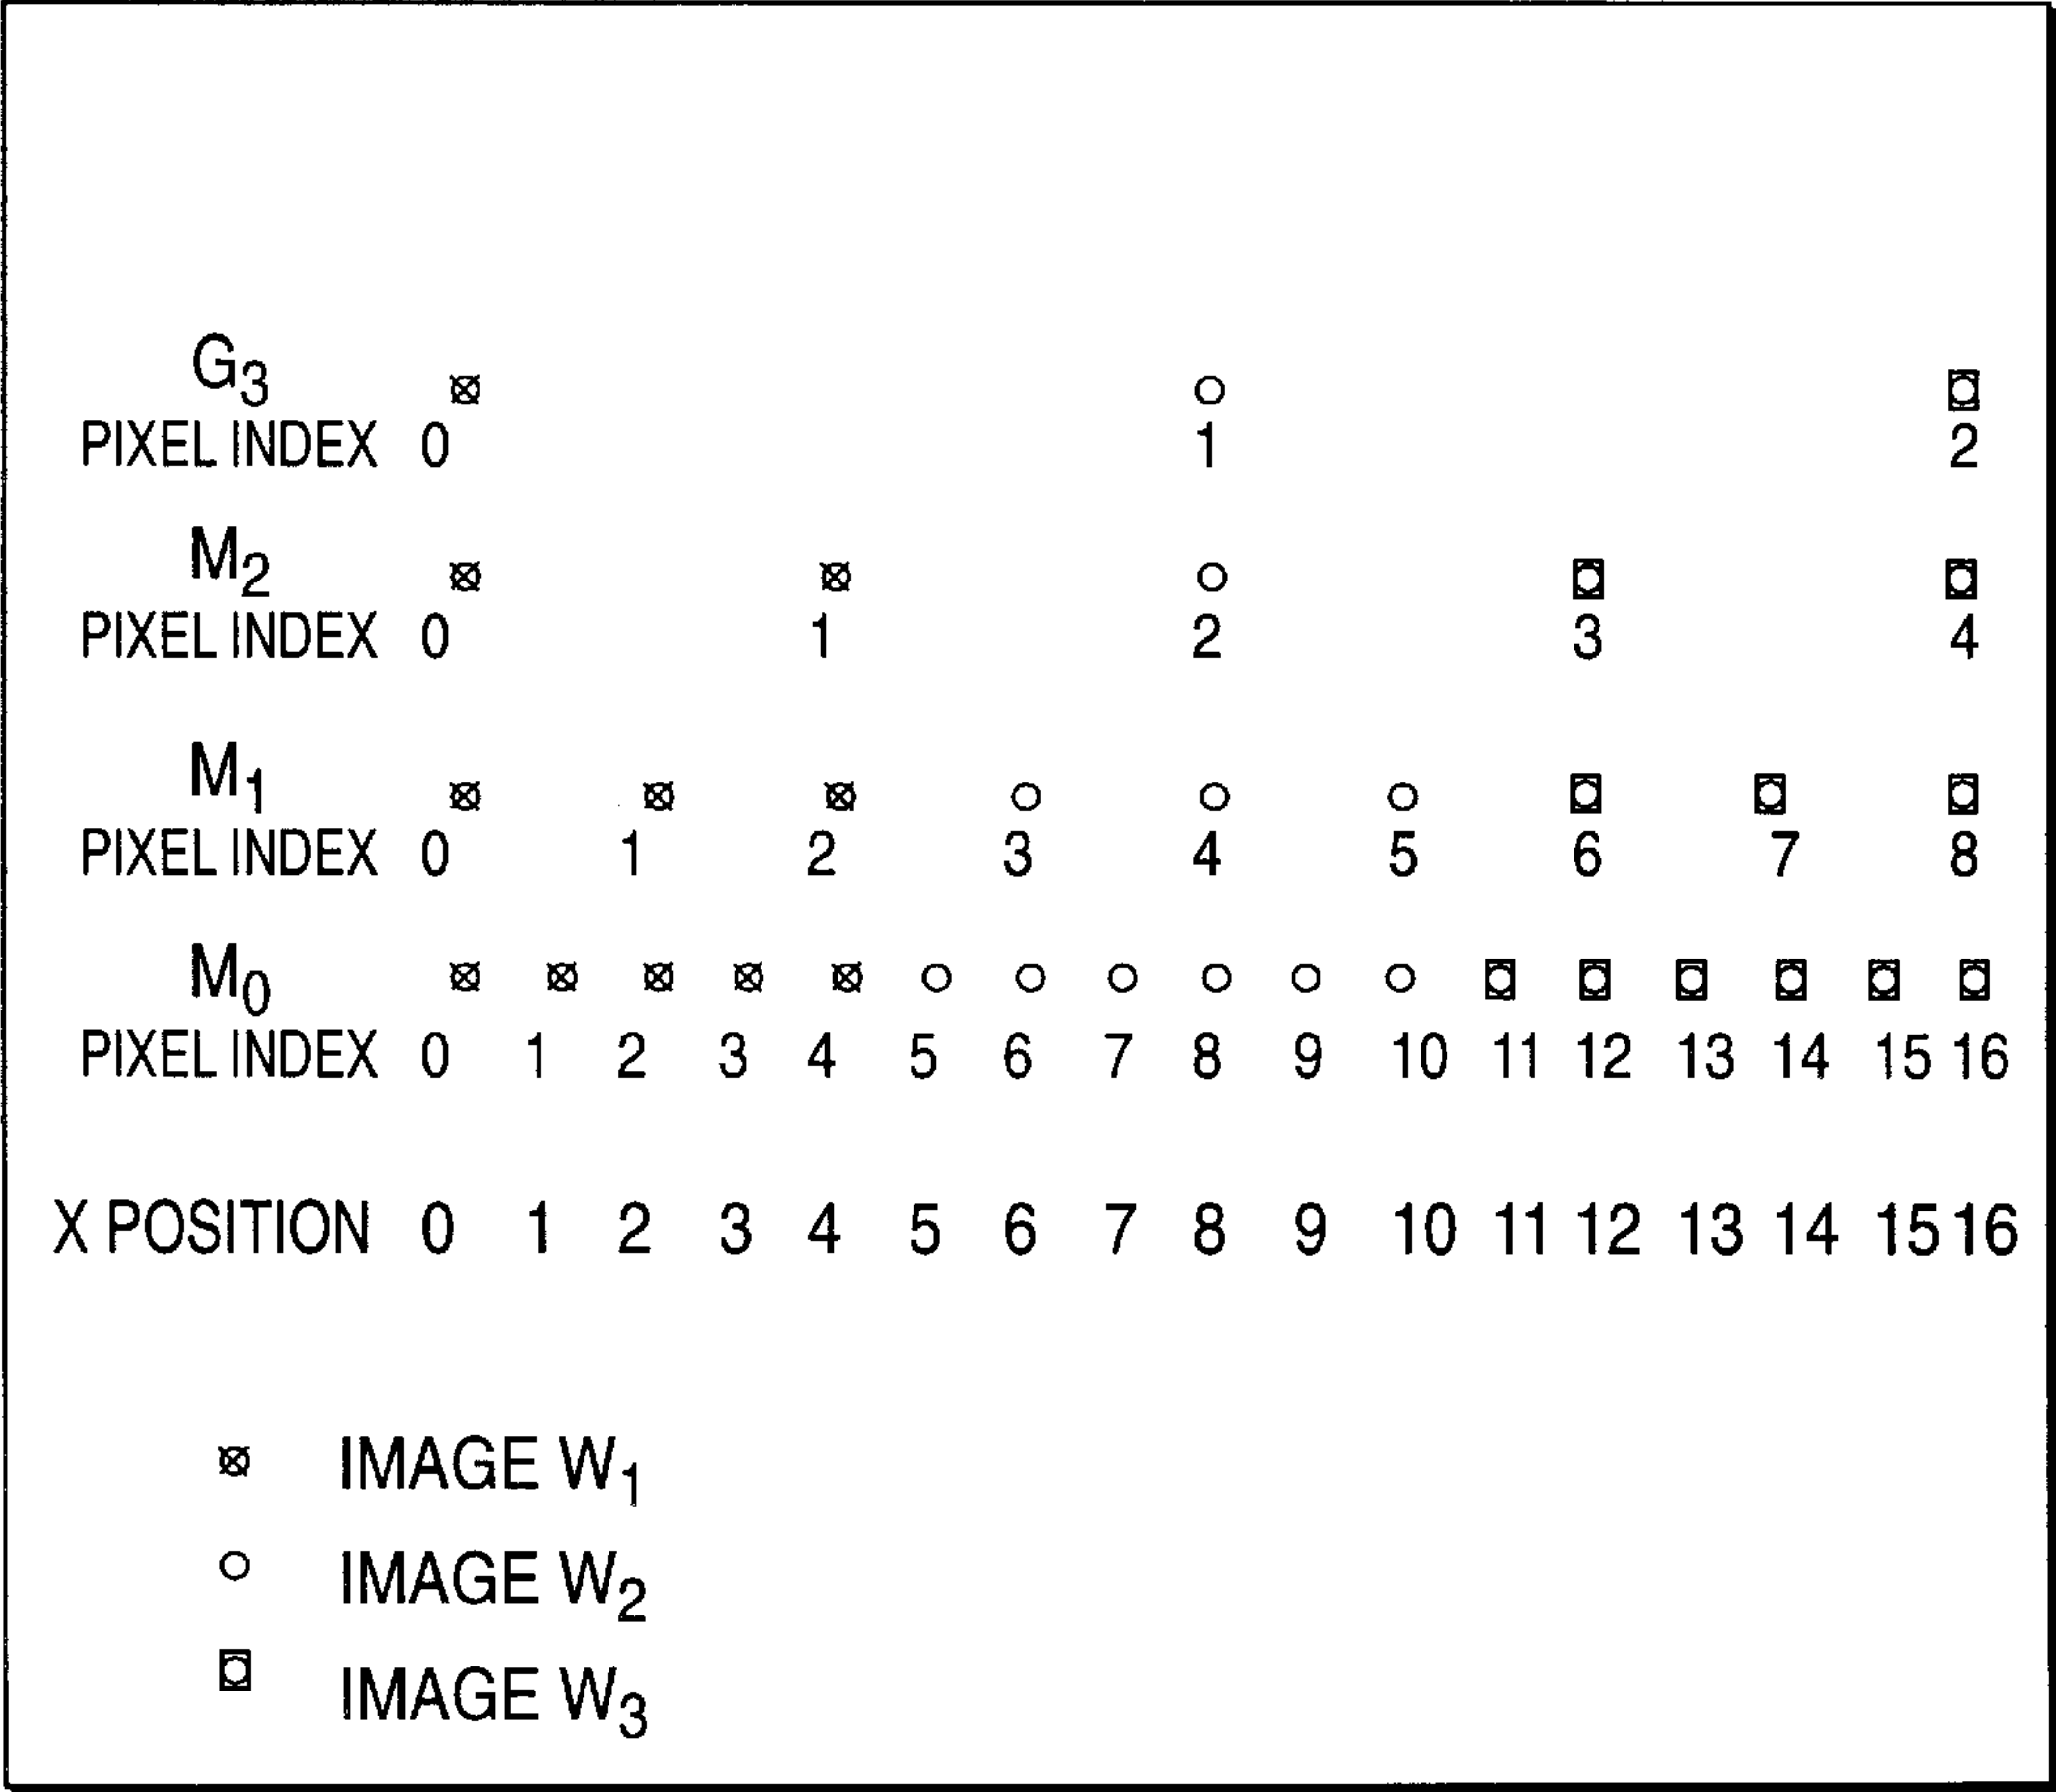 G3
PIXEL INDEX 0 1 2
M2
PIXEL INDEX 0 1 2 3 4
M1
PIXEL INDEX 0 1 2 3 4 5 6 7 8
M0
PIXEL INDEX 0 1 2 3 4 5 6 7 8 9 10 11 12 13 14 15 16
X POSITION 0 1 2 3 4 5 6 7 8 9 10 11 12 13 14 15 16
IMAGE W1
IMAGE W2
IMAGE W3